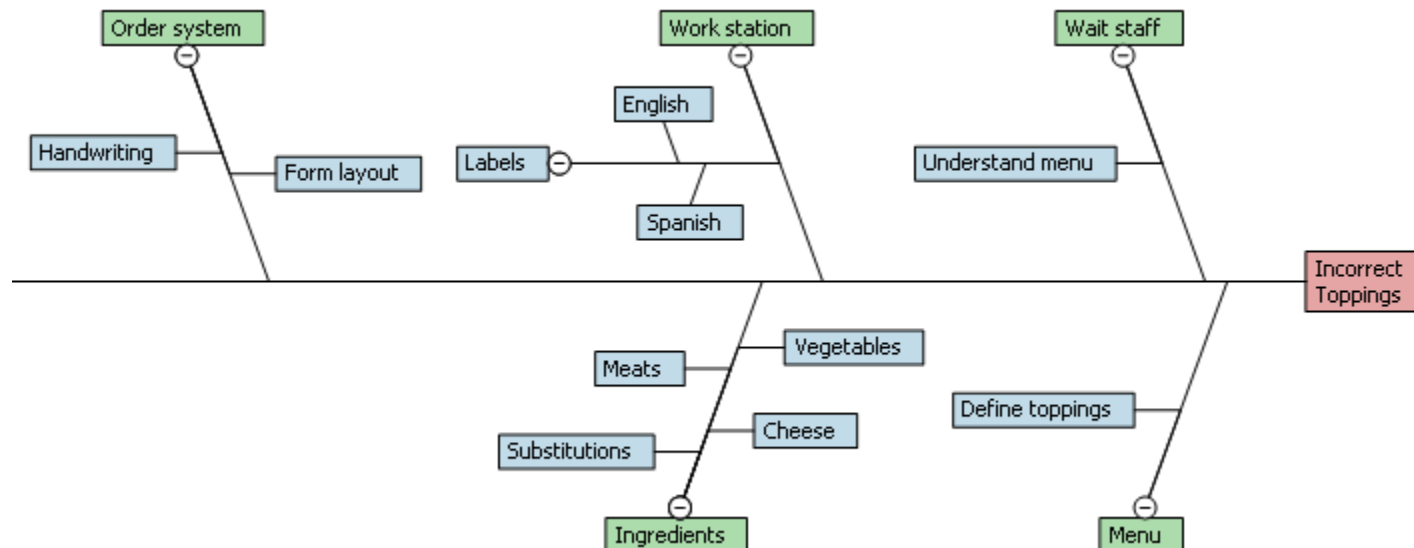 Order system
Work station
Wait staff
English
Handwriting
Form layout
Labels
Understand menu
Spanish
Incorrect
Toppings
Vegetables
Meats
Define toppings
Cheese
Substitutions
Ingredients
Menu